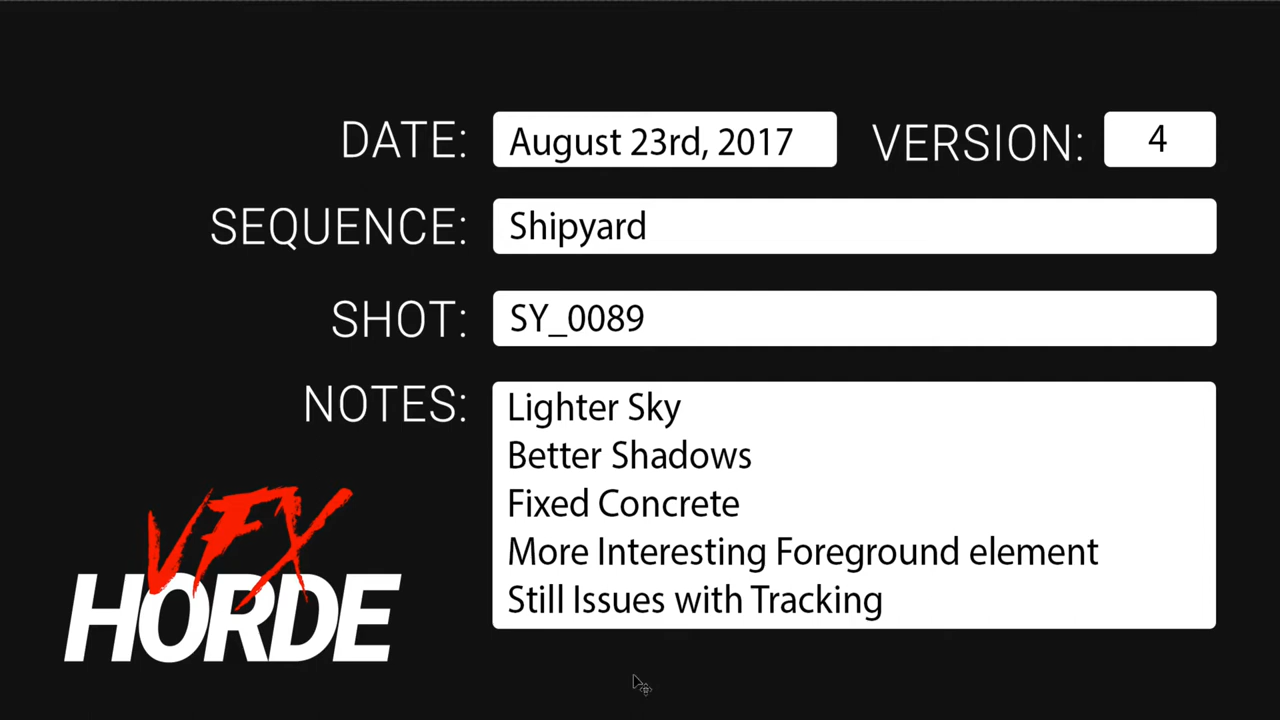 DATE: August 23rd, 2017 VERSION: 4
SEQUENCE: Shipyard
SHOT: SY_0089
NOTES: Lighter Sky
Better Shadows
Fixed Concrete
More Interesting Foreground element
Still Issues with Tracking
VFX
HORDE